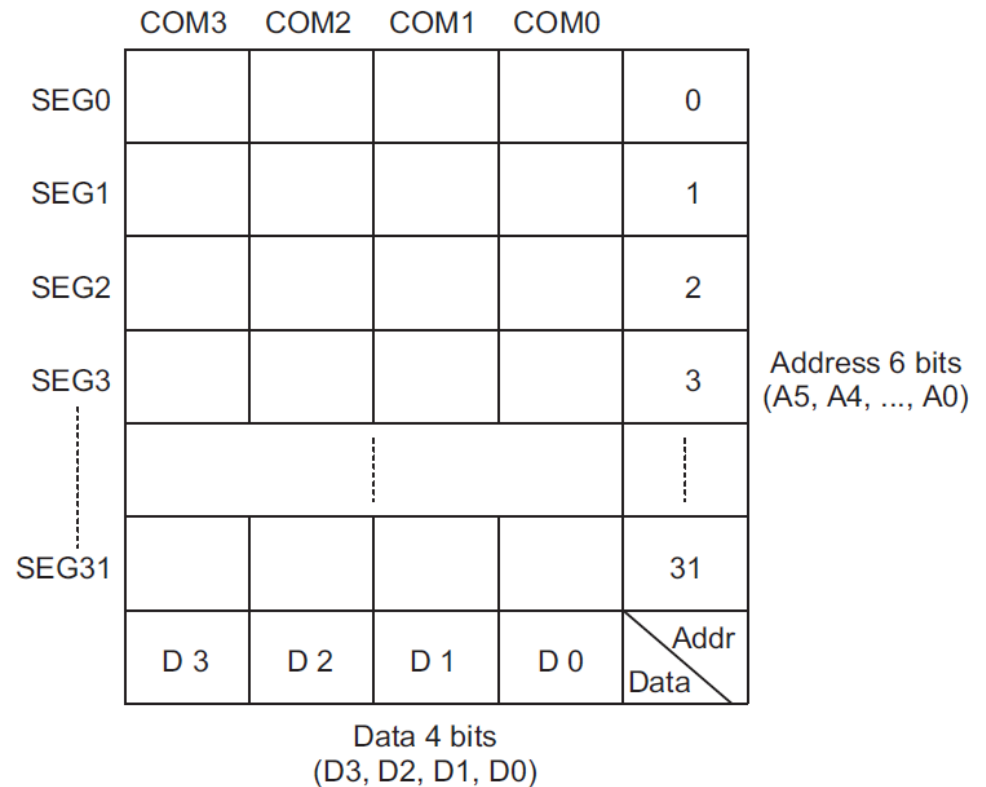 COM3 COM2 COM1 COM0
SEG0 0
SEG1 1
SEG2 2
SEG3 3
Address 6 bits
(A5, A4, ..., A0)
SEG31 31
D 3 D 2 D 1 D 0 Addr
Data
Data 4 bits
(D3, D2, D1, D0)